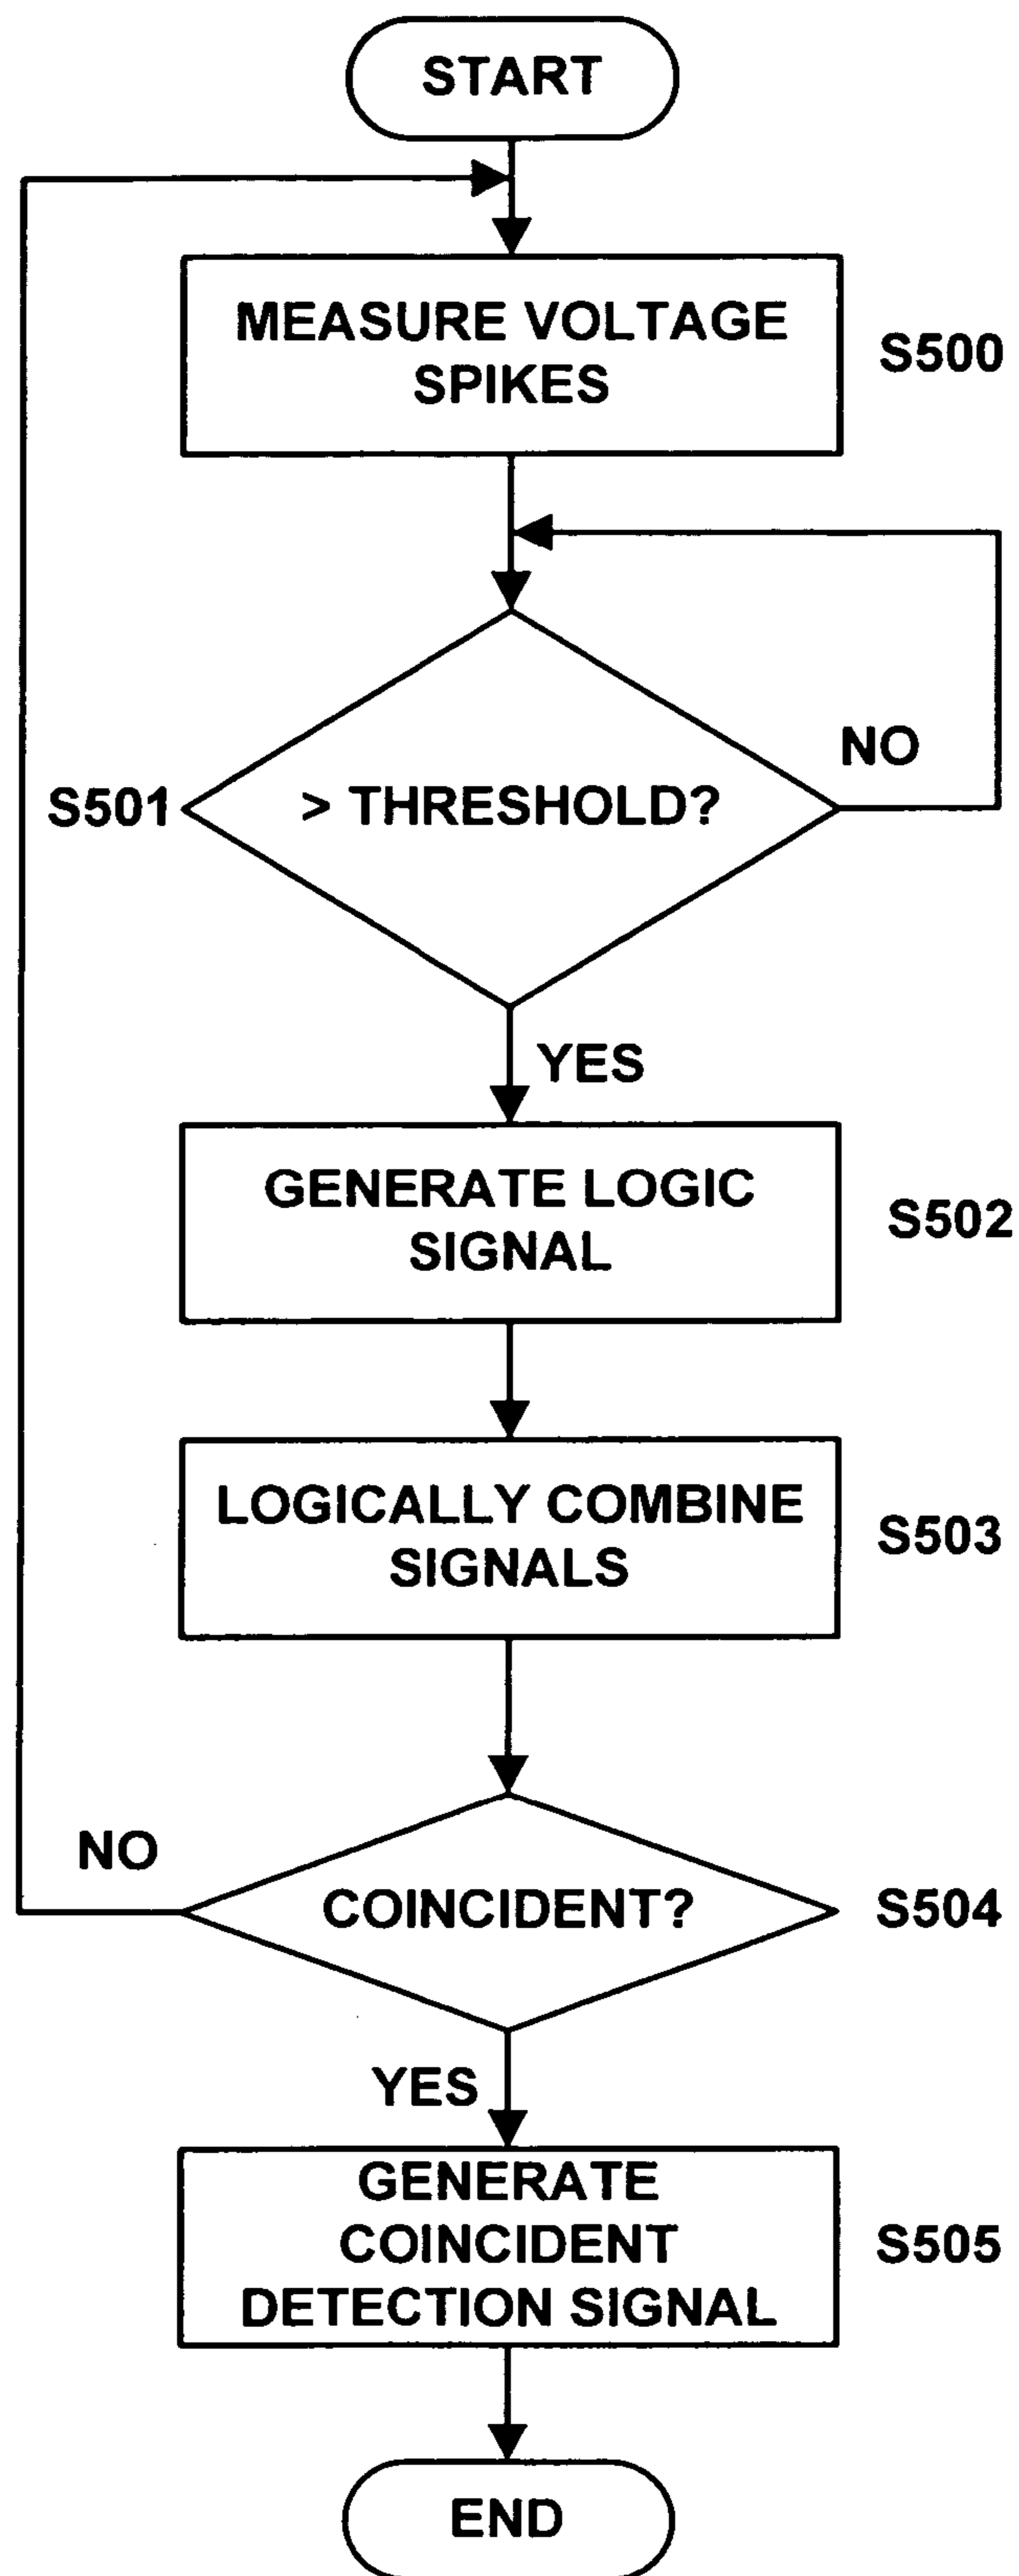 START
MEASURE VOLTAGE
SPIKES
S500
NO
S501
> THRESHOLD?
YES
GENERATE LOGIC
SIGNAL
S502
LOGICALLY COMBINE
SIGNALS
S503
NO
COINCIDENT?
S504
YES
GENERATE
COINCIDENT
DETECTION SIGNAL
S505
END